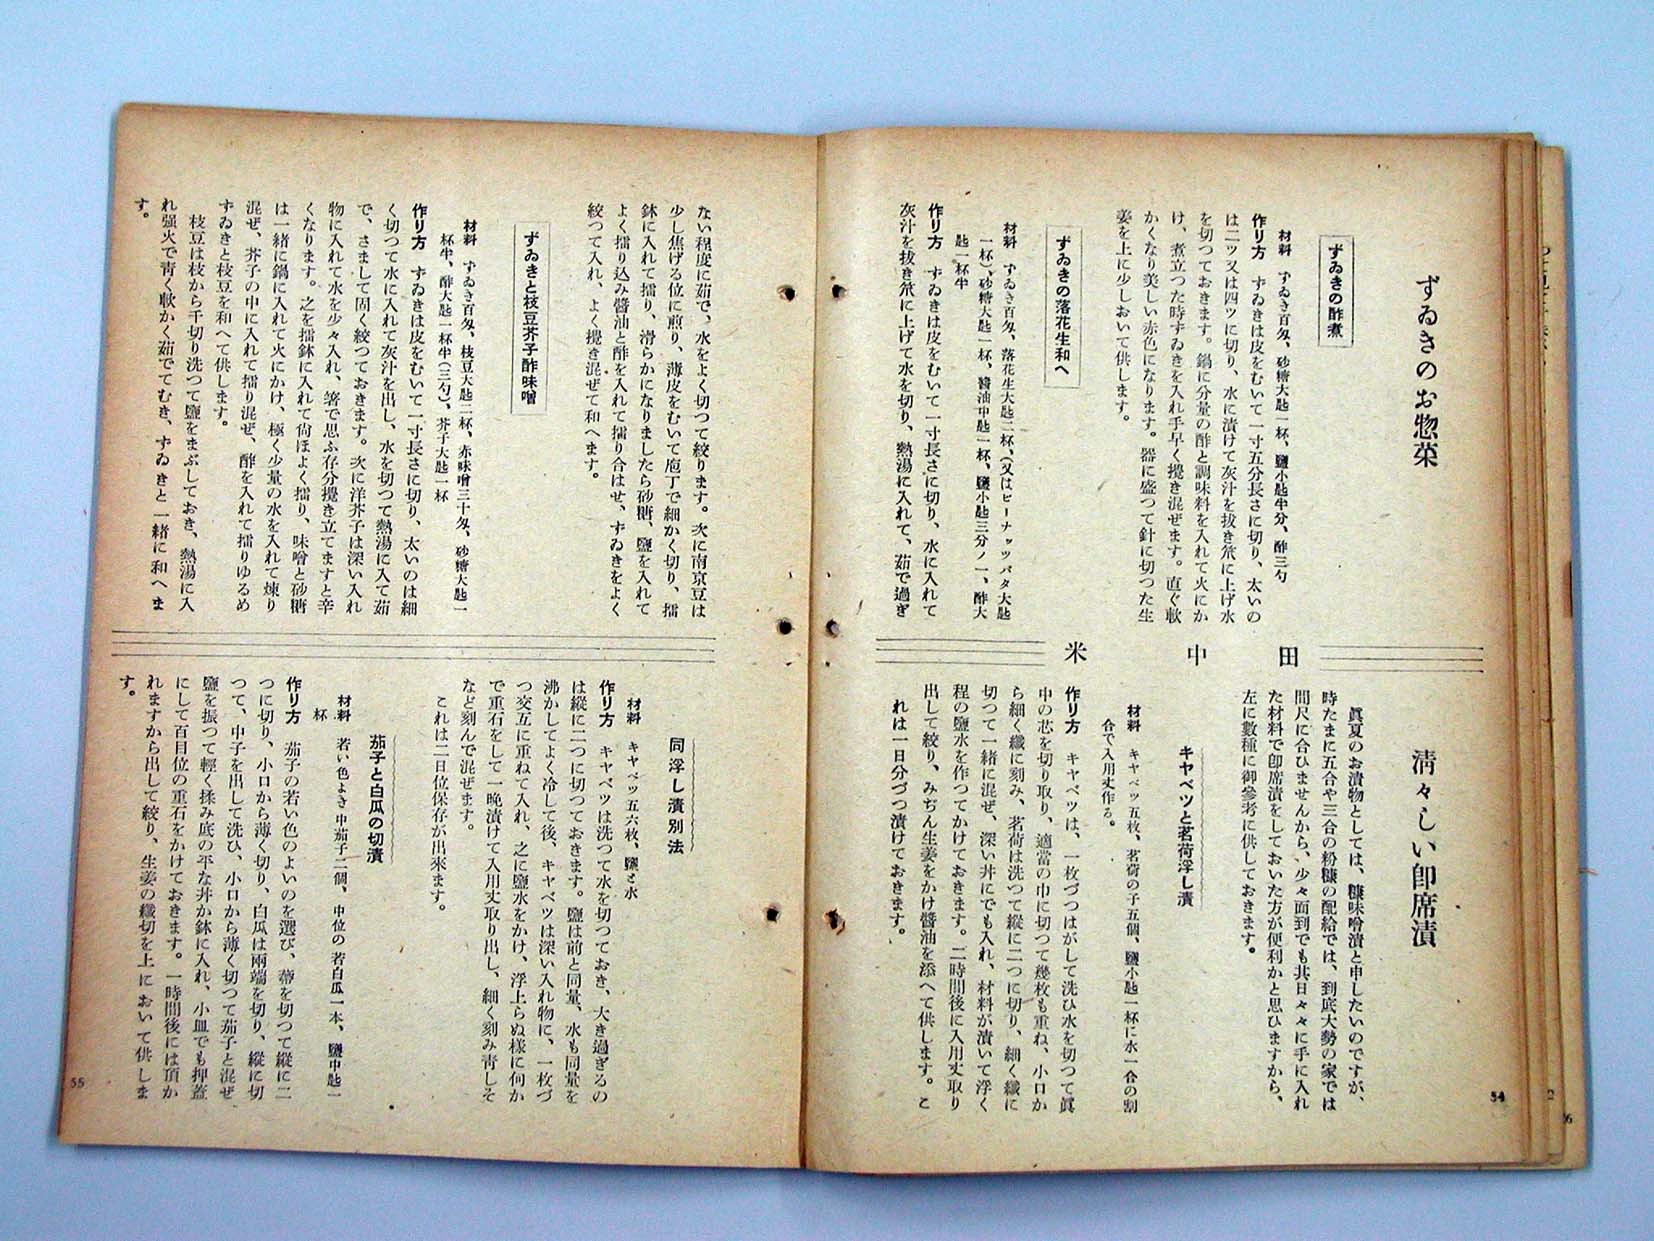 ずゐきのお惣菜
ずゐきの酢煮
材料　ずゐき百匁、砂糖大匙一杯、鹽小匙半分、酢三勺
作り方　ずゐきは皮をむいて一寸五分長さに切り、太いの
は二ツ又は四ツに切り、水に漬けて灰汁を拔き笊に上げ水
を切つておきます。鍋に分量の酢と調味料を入れて火にか
け、煮立つた時ずゐきを入れ手早く攪き混ぜます。直ぐ軟
かくなり美しい赤色になります。器に盛つて針に切つた生
姜を上に少しおいて供します。
ずゐきの落花生和へ
材料　ずゐき百匁、落花生大匙二杯、(又はピーナッツバタ大匙
一杯)、砂糖大匙一杯、醬油中匙一杯、鹽小匙三分ノ一、酢大
匙一杯半
作り方　ずゐきは皮をむいて一寸長さに切り、水に入れて
灰汁を拔き笊に上げて水を切り、熱湯に入れて、茹で過ぎ
田中米
淸々しい卽席漬
眞夏のお漬物としては、糠味噌漬と申したいのですが、
時たまに五合や三合の粉糠の配給では、到底大勢の家では
間尺に合ひませんから、少々面到でも其日々々に手に入れ
た材料で卽席漬をしておいた方が便利かと思ひますから、
左に數種に御參考に供しておきます。
キヤベツと茗荷浮し漬
材料　キヤベツ五枚、茗荷の子五個、鹽小匙一杯に水一合の割
合で入用丈作る。
作り方　キヤベツは、一枚づつはがして洗ひ水を切つて眞
中の芯を切り取り、適當の巾に切つて幾枚も重ね、小口か
ら細く纖に刻み、茗荷は洗つて縱に二つに切り、細く纖に
切つて一緒に混ぜ、深い丼にでも入れ、材料が漬いて浮く
程の鹽水を作つてかけておきます。二時間後に入用丈取り
出して絞り、みぢん生姜をかけ醬油を添へて供します。こ
れは一日分づつ漬けておきます。
54
ない程度に茹で、水をよく切つて絞ります。次に南京豆は
少し焦げる位に煎り、薄皮をむいて庖丁で細かく切り、擂
鉢に入れて擂り、滑らかになりましたら砂糖、鹽を入れて
よく擂り込み醬油と酢を入れて擂り合はせ、ずゐきをよく
絞つて入れ、よく攪き混ぜて和へます。
ずゐきと枝豆芥子酢味噌
材料　ずゐき百匁、枝豆大匙二杯、赤味噌三十匁、砂糖大匙一
杯半、酢大匙一杯半(三勺)、芥子大匙一杯
作り方　ずゐきは皮をむいて一寸長さに切り、太いのは細
く切つて水に入れて灰汁を出し、水を切つて熱湯に入て茹
で、さまして固く絞つておきます。次に洋芥子は深い入れ
物に入れて水を少々入れ、箸で思ふ存分攪き立てますと辛
くなります。之を擂鉢に入れて尙ほよく擂り、味噌と砂糖
は一緒に鍋に入れて火にかけ、極く少量の水を入れて煉り
混ぜ、芥子の中に入れて擂り混ぜ、酢を入れて擂りゆるめ
ずゐきと枝豆を和へて供します。
枝豆は枝から千切り洗つて鹽をまぶしておき、熱湯に入
れ强火で靑く軟かく茹でてむき、ずゐきと一緒に和へま
す。
同浮し漬別法
材料　キヤベツ五六枚、鹽と水
作り方　キヤベツは洗つて水を切つておき、大き過ぎるの
は縱に二つに切つておきます。鹽は前と同量、水も同量を
沸かしてよく冷して後、キヤベツは深い入れ物に、一枚づ
つ交互に重ねて入れ、之に鹽水をかけ、浮上らぬ樣に何か
で重石をして一晩漬けて入用丈取り出し、細く刻み靑しそ
など刻んで混ぜます。
これは二日位保存が出來ます。
茄子と白瓜の切漬
材料　若い色よき中茄子二個、中位の若白瓜一本、鹽中匙一
杯
作り方　茄子の若い色のよいのを選び、蔕を切つて縱に二
つに切り、小口から薄く切り、白瓜は兩端を切り、縱に切
つて、中子を出して洗ひ、小口から薄く切つて茄子と混ぜ
鹽を振つて輕く揉み底の平な丼か鉢に入れ、小皿でも押蓋
にして百目位の重石をかけておきます。一時間後には頂か
れますから出して絞り、生姜の纖切を上において供しま
す。
55